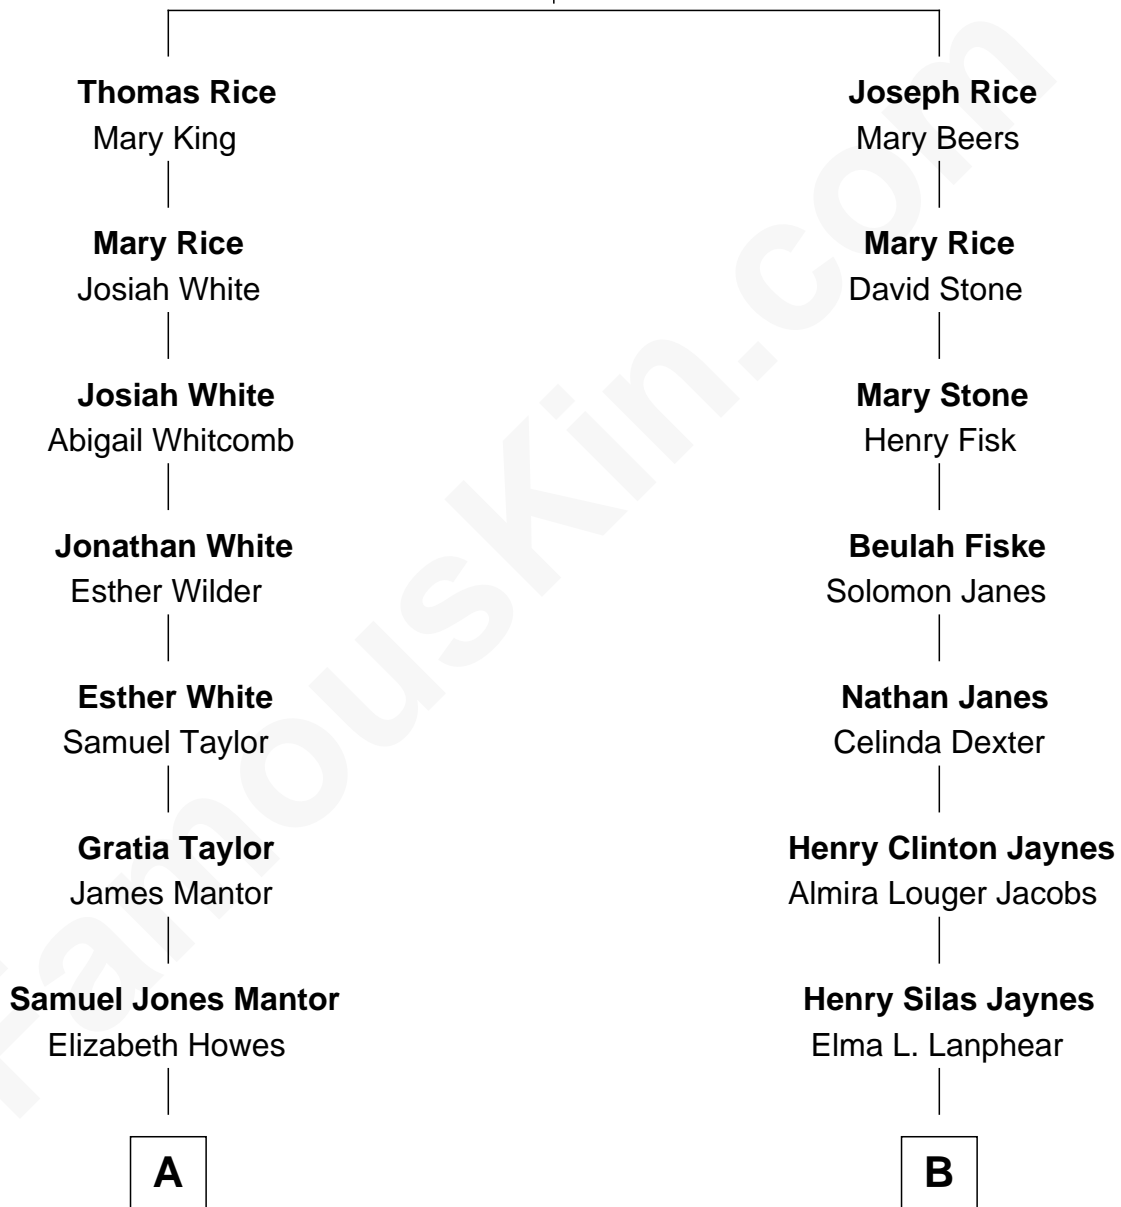 Thomas Rice
Mary King
Joseph Rice
Mary Beers
Mary Rice
Josiah White
Mary Rice
David Stone
Josiah White
Abigail Whitcomb
Mary Stone
Henry Fisk
Jonathan White
Esther Wilder
Beulah Fiske
Solomon Janes
Esther White
Samuel Taylor
Nathan Janes
Celinda Dexter
Gratia Taylor
James Mantor
Henry Clinton Jaynes
Almira Louger Jacobs
Samuel Jones Mantor
Elizabeth Howes
Henry Silas Jaynes
Elma L. Lanphear
A
B
FamousKin.com